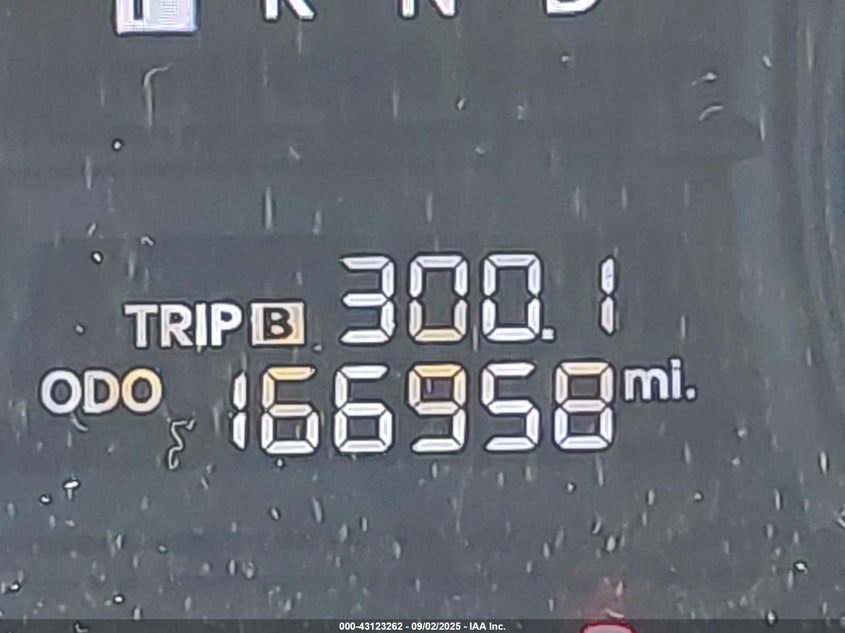 P R N D
TRIP B 300.1
ODO 166958 mi.
000-43123262 - 09/02/2025 - IAA Inc.